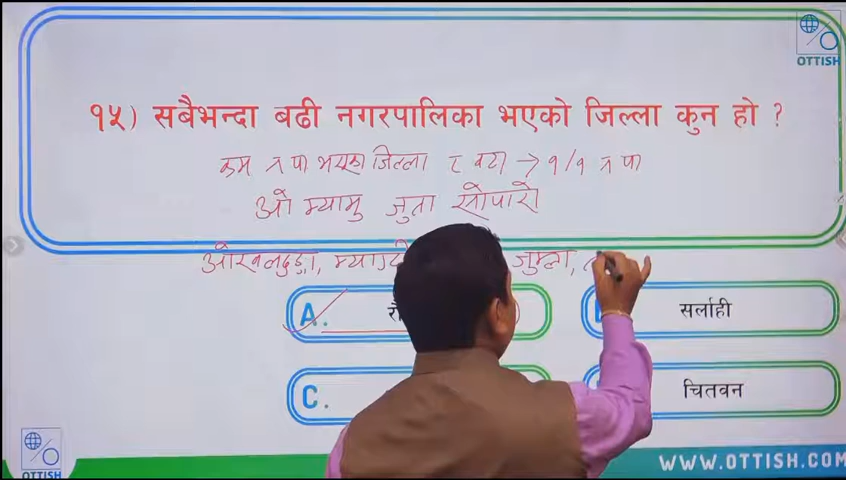 OTTISH
१५) सबैभन्दा बढी नगरपालिका भएको जिल्ला कुन हो ?
कम न पा भएका जिल्ला ८ वटा → १/१ न पा
ओ म्यामु जुता सोपारो
ओखलढुङ्गा, जुम्ला,
A.
सर्लाही
C.
चितवन
OTTISH
WWW.OTTISH.COM